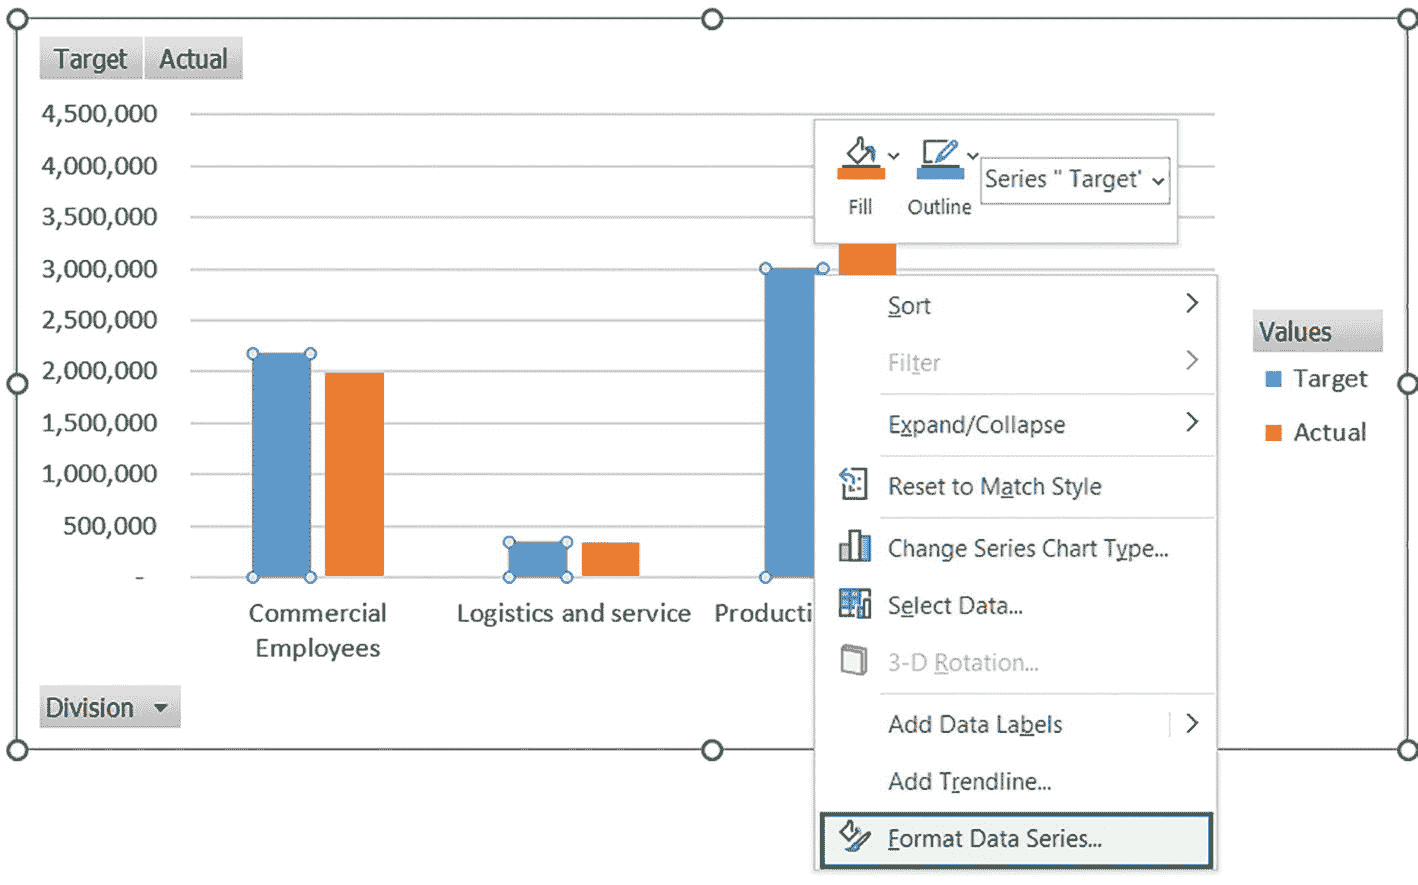 Target Actual
4,500,000
4,000,000
3,500,000
3,000,000
2,500,000
2,000,000
1,500,000
1,000,000
500,000
-
Commercial
Employees
Logistics and service
Producti
Division
Fill
Outline
Series " Target'
Sort
Filter
Expand/Collapse
Reset to Match Style
Change Series Chart Type...
Select Data...
3-D Rotation...
Add Data Labels
Add Trendline...
Format Data Series...
Values
Target
Actual